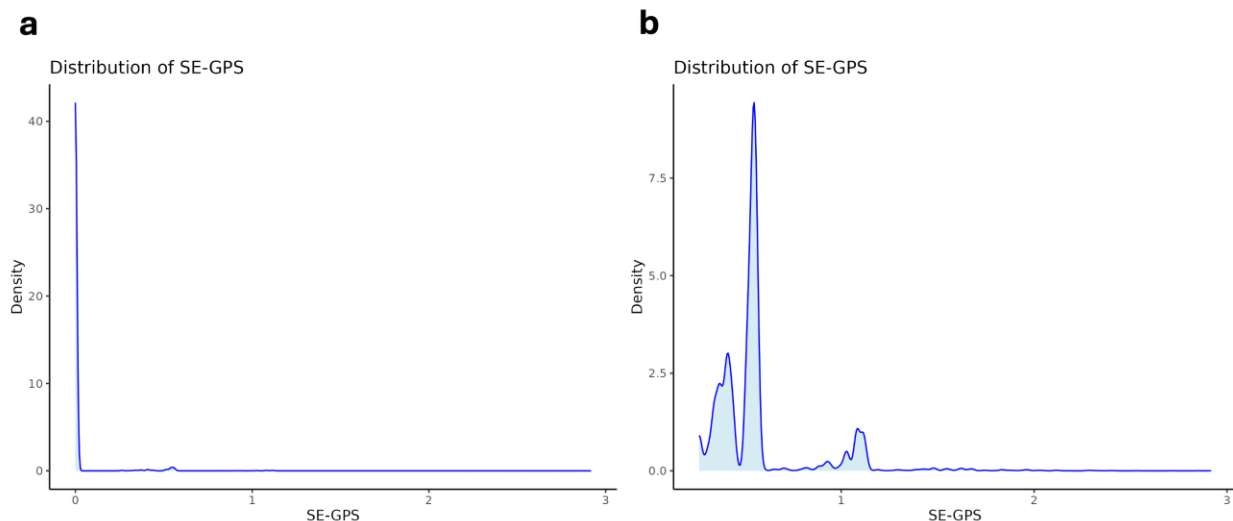 a
Distribution of SE-GPS
Density
40
30
20
10
0
0 1 2 3
SE-GPS
b
Distribution of SE-GPS
Density
7.5
5.0
2.5
0.0
1 2 3
SE-GPS